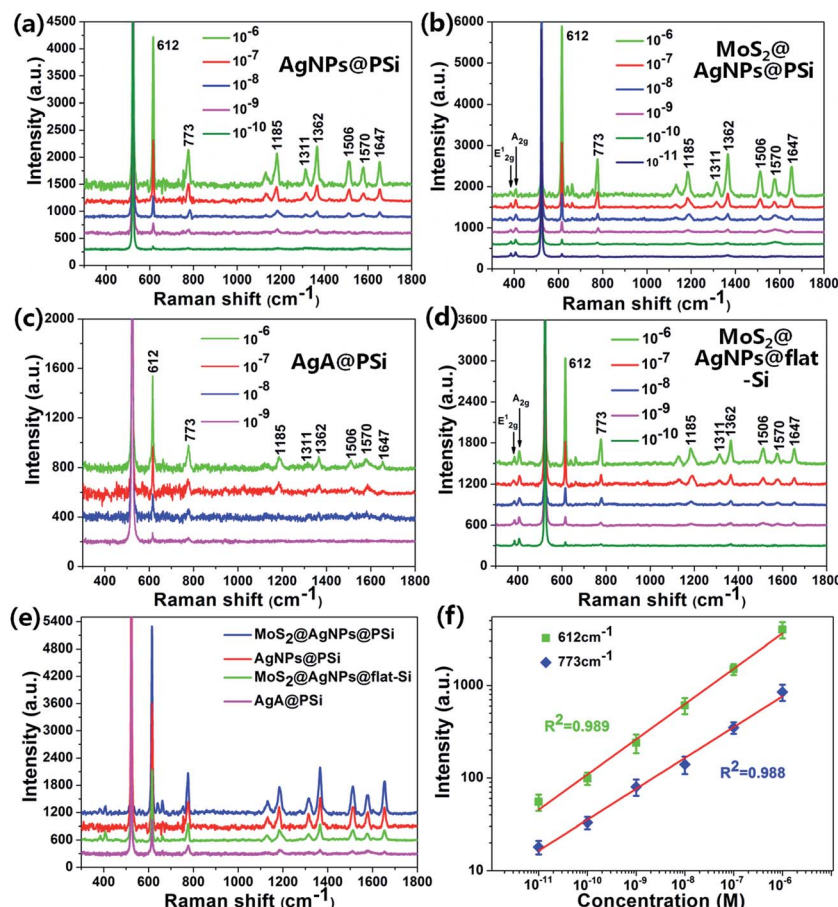 (a)
4500
4000
3500
3000
2500
2000
1500
1000
500
0
Intensity (a.u.)
10⁻⁶
10⁻⁷
10⁻⁸
10⁻⁹
10⁻¹⁰
AgNPs@PSi
612
773
1185
1311
1362
1506
1570
1647
400 600 800 1000 1200 1400 1600 1800
Raman shift (cm⁻¹)
(b)
6000
4000
3000
2000
1000
0
Intensity (a.u.)
10⁻⁶
10⁻⁷
10⁻⁸
10⁻⁹
10⁻¹⁰
10⁻¹¹
MoS₂@
AgNPs@PSi
E¹₂g
A₂g
612
773
1185
1311
1362
1506
1570
1647
400 600 800 1000 1200 1400 1600 1800
Raman shift (cm⁻¹)
(c)
2000
1600
1200
800
400
0
Intensity (a.u.)
10⁻⁶
10⁻⁷
10⁻⁸
10⁻⁹
AgA@PSi
612
773
1185
1311
1362
1506
1570
1647
400 600 800 1000 1200 1400 1600 1800
Raman shift (cm⁻¹)
(d)
3600
3000
2400
1800
1200
600
0
Intensity (a.u.)
10⁻⁶
10⁻⁷
10⁻⁸
10⁻⁹
10⁻¹⁰
MoS₂@
AgNPs@flat
-Si
E¹₂g
A₂g
612
773
1185
1311
1362
1506
1570
1647
400 600 800 1000 1200 1400 1600 1800
Raman shift (cm⁻¹)
(e)
5400
4800
4200
3600
3000
2400
1800
1200
600
0
Intensity (a.u.)
MoS₂@AgNPs@PSi
AgNPs@PSi
MoS₂@AgNPs@flat-Si
AgA@PSi
400 600 800 1000 1200 1400 1600 1800
Raman shift (cm⁻¹)
(f)
1000
100
10
Intensity (a.u.)
612cm⁻¹
773cm⁻¹
R²=0.989
R²=0.988
10⁻¹¹ 10⁻¹⁰ 10⁻⁹ 10⁻⁸ 10⁻⁷ 10⁻⁶
Concentration (M)